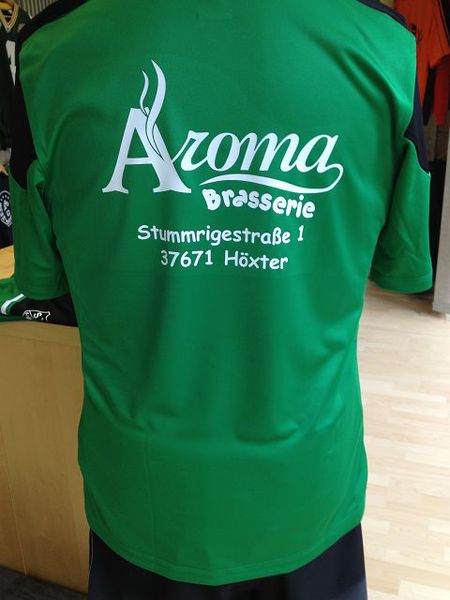 Aroma
Brasserie
Stummrigestraße 1
37671 Höxter